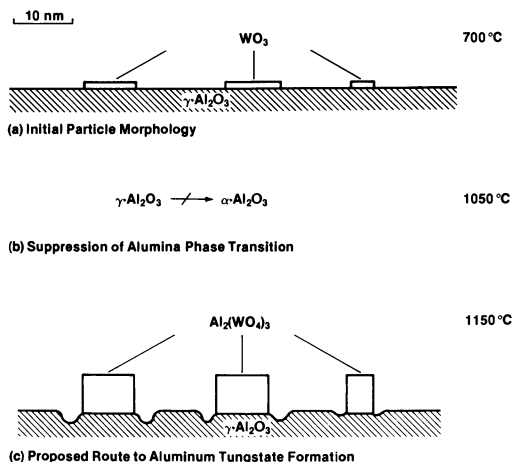 10 nm
WO₃
700°C
γ-Al₂O₃
(a) Initial Particle Morphology
γ-Al₂O₃ ⟶̸ α-Al₂O₃
1050°C
(b) Suppression of Alumina Phase Transition
1150°C
Al₂(WO₄)₃
γ-Al₂O₃
(c) Proposed Route to Aluminum Tungstate Formation